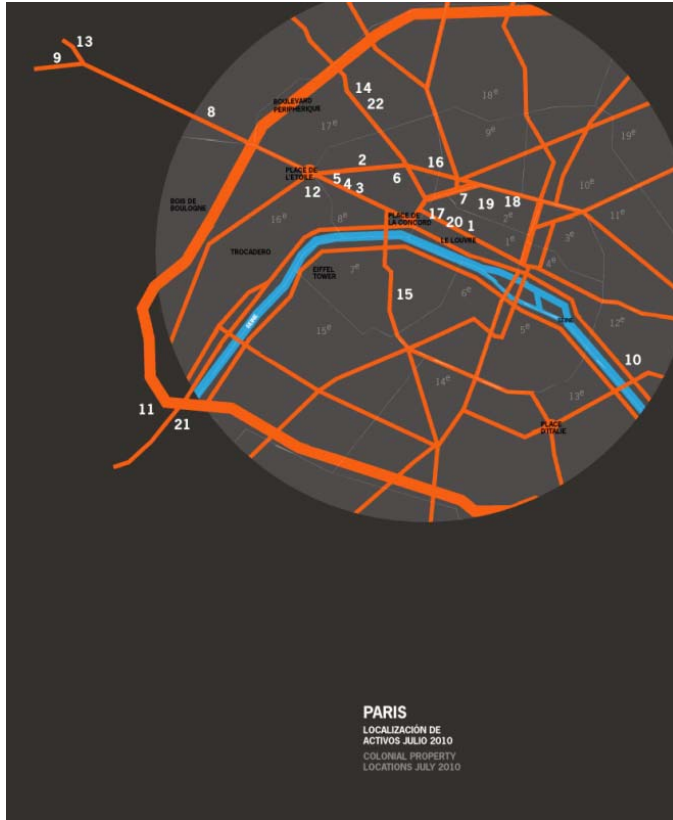 13
9
14
22
8
BOULEVARD
PERIPHERIQUE
17e
18e
9e
19e
2
16
PLACE DE
L'ETOILE
5
4
3
6
12
7
19
18
10e
BOIS DE
BOULOGNE
16e
8e
PLACE DE
LA CONCORD
17
20
1
2e
11e
LE LOUVRE
1e
3e
TROCADERO
EIFFEL
TOWER
7e
4e
15
6e
SEINE
15e
5e
SEINE
12e
10
14e
13e
11
21
PLACE
D'ITALIE
PARIS
LOCALIZACIÓN DE
ACTIVOS JULIO 2010
COLONIAL PROPERTY
LOCATIONS JULY 2010